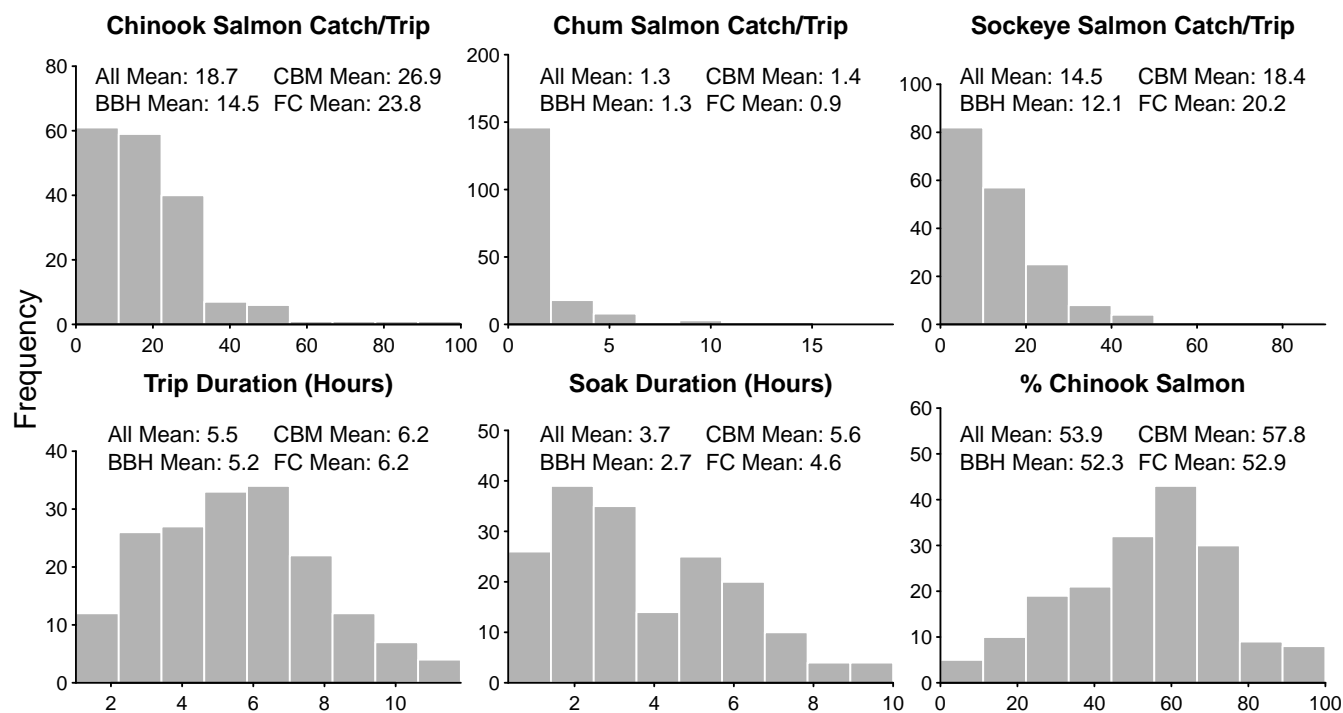 Chinook Salmon Catch/Trip
All Mean: 18.7 CBM Mean: 26.9
BBH Mean: 14.5 FC Mean: 23.8
80
60
40
20
0
0 20 40 60 80 100
Chum Salmon Catch/Trip
All Mean: 1.3 CBM Mean: 1.4
BBH Mean: 1.3 FC Mean: 0.9
200
150
100
50
0
0 5 10 15
Sockeye Salmon Catch/Trip
All Mean: 14.5 CBM Mean: 18.4
BBH Mean: 12.1 FC Mean: 20.2
100
80
60
40
20
0
0 20 40 60 80
Frequency
Trip Duration (Hours)
All Mean: 5.5 CBM Mean: 6.2
BBH Mean: 5.2 FC Mean: 6.2
40
30
20
10
0
2 4 6 8 10
Soak Duration (Hours)
All Mean: 3.7 CBM Mean: 5.6
BBH Mean: 2.7 FC Mean: 4.6
50
40
30
20
10
0
2 4 6 8 10
% Chinook Salmon
All Mean: 53.9 CBM Mean: 57.8
BBH Mean: 52.3 FC Mean: 52.9
60
50
40
30
20
10
0
0 20 40 60 80 100